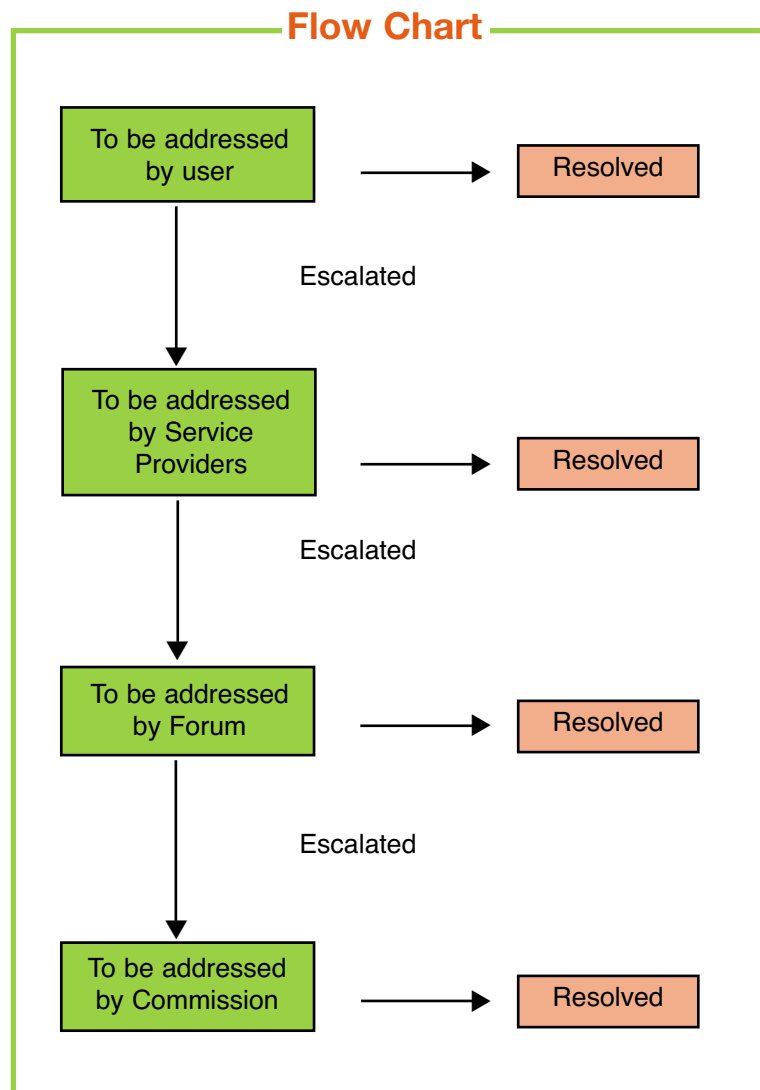 Flow Chart
To be addressed
by user
Resolved
Escalated
To be addressed
by Service
Providers
Resolved
Escalated
To be addressed
by Forum
Resolved
Escalated
To be addressed
by Commission
Resolved